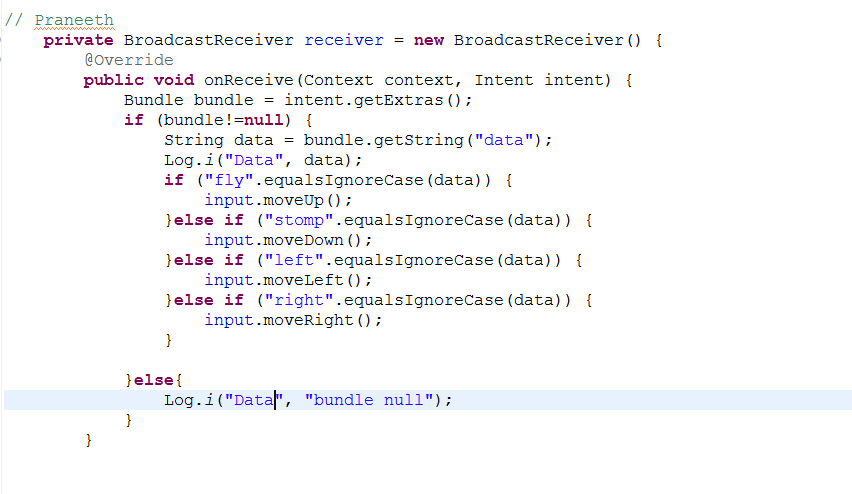 // Praneeth
private BroadcastReceiver receiver = new BroadcastReceiver() {
@Override
public void onReceive(Context context, Intent intent) {
Bundle bundle = intent.getExtras();
if (bundle!=null) {
String data = bundle.getString("data");
Log.i("Data", data);
if ("fly".equalsIgnoreCase(data)) {
input.moveUp();
}else if ("stomp".equalsIgnoreCase(data)) {
input.moveDown();
}else if ("left".equalsIgnoreCase(data)) {
input.moveLeft();
}else if ("right".equalsIgnoreCase(data)) {
input.moveRight();
}
}else{
Log.i("Data", "bundle null");
}
}